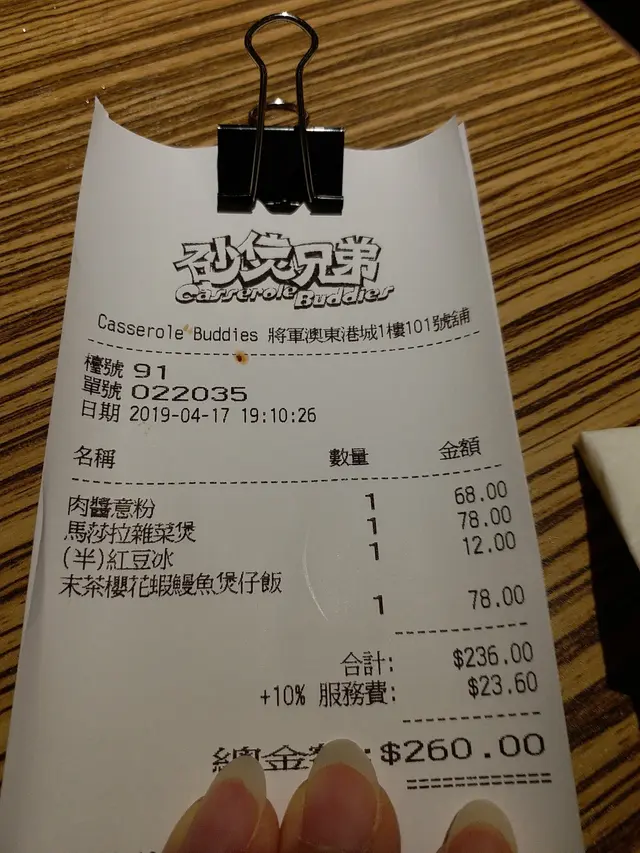 砂煲兄弟
Casserole Buddies
Casserole Buddies 將軍澳東港城1樓101號舖
檯號 91
單號 022035
日期 2019-04-17 19:10:26
名稱 數量 金額
肉醬意粉 1 68.00
馬莎拉雜菜煲 1 78.00
(半)紅豆冰 1 12.00
末茶櫻花蝦鰻魚煲仔飯
1 78.00
合計: $236.00
+10% 服務費: $23.60
總金額:$260.00